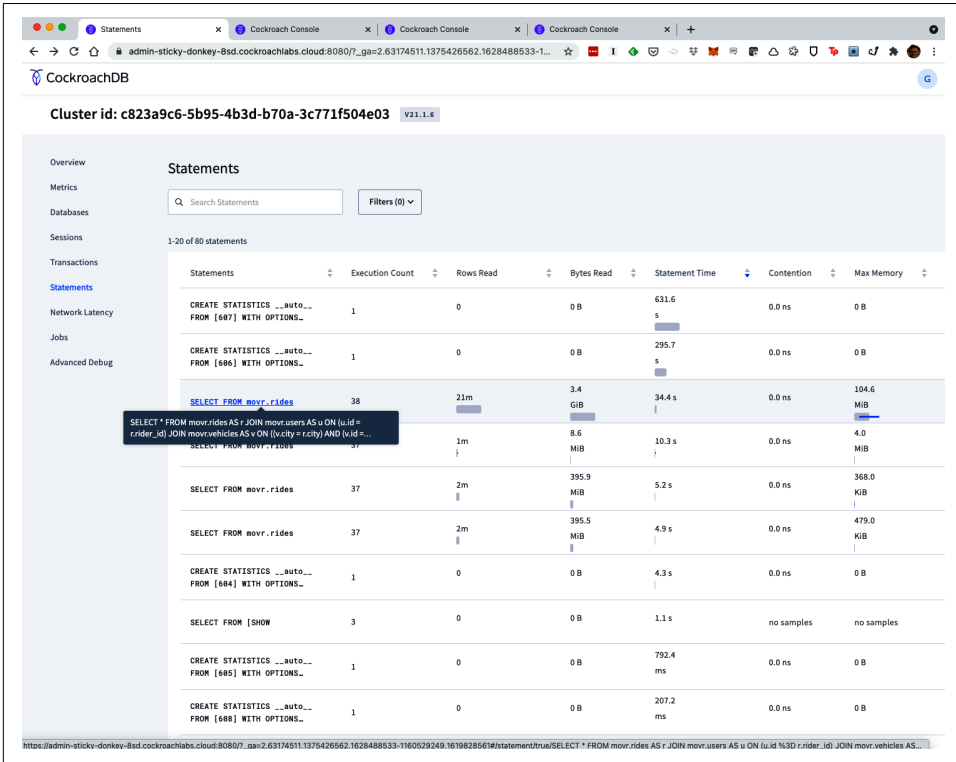 Statements
Cockroach Console
Cockroach Console
Cockroach Console
admin-sticky-donkey-8sd.cockroachlabs.cloud:8080/?_ga=2.63174511.1375426562.1628488533-1...
CockroachDB
G
Cluster id: c823a9c6-5b95-4b3d-b70a-3c771f504e03 V21.1.6
Overview
Metrics
Databases
Sessions
Transactions
Statements
Network Latency
Jobs
Advanced Debug
Statements
Search Statements
Filters (0)
1-20 of 80 statements
Statements Execution Count Rows Read Bytes Read Statement Time Contention Max Memory
CREATE STATISTICS __auto__
FROM [607] WITH OPTIONS…
1 0 0 B 631.6 s 0.0 ns 0 B
CREATE STATISTICS __auto__
FROM [606] WITH OPTIONS…
1 0 0 B 295.7 s 0.0 ns 0 B
SELECT FROM movr.rides 38 21m 3.4 GiB 34.4 s 0.0 ns 104.6 MiB
SELECT * FROM movr.rides AS r JOIN movr.users AS u ON (u.id =
r.rider_id) JOIN movr.vehicles AS v ON ((v.city = r.city) AND (v.id =...
SELECT FROM movr.rides 37 1m 8.6 MiB 10.3 s 0.0 ns 4.0 MiB
SELECT FROM movr.rides 37 2m 395.9 MiB 5.2 s 0.0 ns 368.0 KiB
SELECT FROM movr.rides 37 2m 395.5 MiB 4.9 s 0.0 ns 479.0 KiB
CREATE STATISTICS __auto__
FROM [604] WITH OPTIONS…
1 0 0 B 4.3 s 0.0 ns 0 B
SELECT FROM [SHOW 3 0 0 B 1.1 s no samples no samples
CREATE STATISTICS __auto__
FROM [605] WITH OPTIONS…
1 0 0 B 792.4 ms 0.0 ns 0 B
CREATE STATISTICS __auto__
FROM [608] WITH OPTIONS…
1 0 0 B 207.2 ms 0.0 ns 0 B
https://admin-sticky-donkey-8sd.cockroachlabs.cloud:8080/?_ga=2.63174511.1375426562.1628488533-1160529249.1619828561#/statement/true/SELECT * FROM movr.rides AS r JOIN movr.users AS u ON (u.id %3D r.rider_id) JOIN movr.vehicles AS...